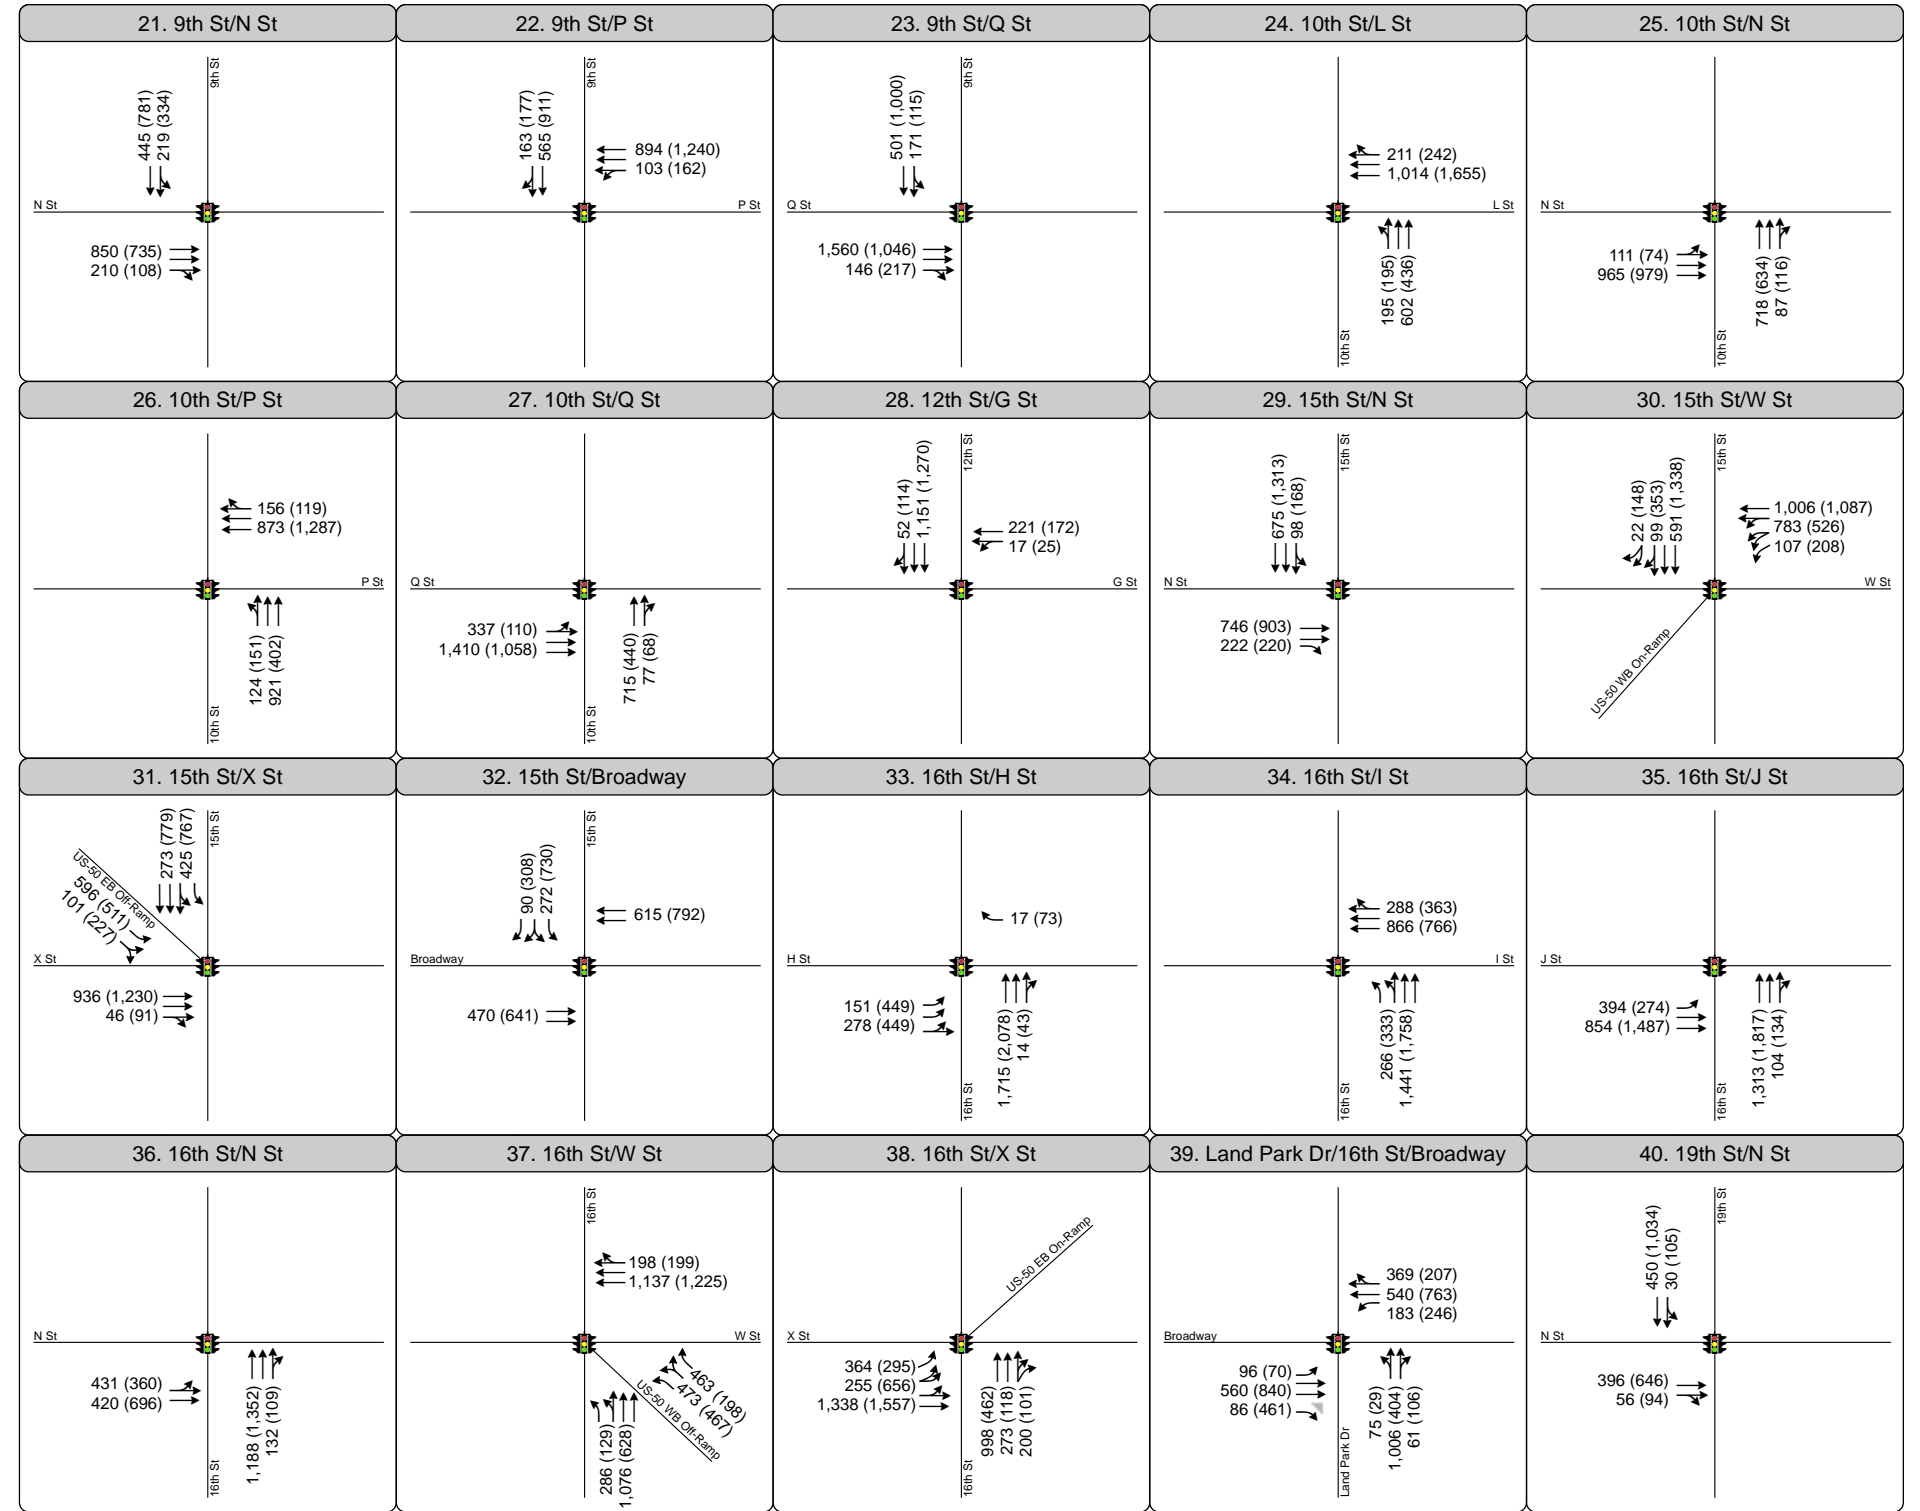 21. 9th St/N St
9th St
445 (781)
219 (334)
N St
850 (735)
210 (108)
22. 9th St/P St
9th St
163 (177)
565 (911)
894 (1,240)
103 (162)
P St
23. 9th St/Q St
9th St
501 (1,000)
171 (115)
Q St
1,560 (1,046)
146 (217)
24. 10th St/L St
211 (242)
1,014 (1,655)
L St
195 (195)
602 (436)
10th St
25. 10th St/N St
N St
111 (74)
965 (979)
718 (634)
87 (116)
10th St
26. 10th St/P St
156 (119)
873 (1,287)
P St
124 (151)
921 (402)
10th St
27. 10th St/Q St
Q St
337 (110)
1,410 (1,058)
715 (440)
77 (68)
10th St
28. 12th St/G St
12th St
52 (114)
1,151 (1,270)
221 (172)
17 (25)
G St
29. 15th St/N St
15th St
675 (1,313)
98 (168)
N St
746 (903)
222 (220)
30. 15th St/W St
15th St
22 (148)
99 (353)
591 (1,338)
1,006 (1,087)
783 (526)
107 (208)
W St
US-50 WB On-Ramp
31. 15th St/X St
15th St
273 (779)
425 (767)
US-50 EB Off-Ramp
596 (511)
101 (227)
X St
936 (1,230)
46 (91)
32. 15th St/Broadway
15th St
90 (308)
272 (730)
615 (792)
Broadway
470 (641)
33. 16th St/H St
17 (73)
H St
151 (449)
278 (449)
1,715 (2,078)
14 (43)
16th St
34. 16th St/I St
288 (363)
866 (766)
I St
266 (333)
1,441 (1,758)
16th St
35. 16th St/J St
J St
394 (274)
854 (1,487)
1,313 (1,817)
104 (134)
16th St
36. 16th St/N St
N St
431 (360)
420 (696)
1,188 (1,352)
132 (109)
16th St
37. 16th St/W St
16th St
198 (199)
1,137 (1,225)
W St
463 (198)
473 (467)
US-50 WB Off-Ramp
286 (129)
1,076 (628)
38. 16th St/X St
US-50 EB On-Ramp
X St
364 (295)
255 (656)
1,338 (1,557)
998 (462)
273 (118)
200 (101)
16th St
39. Land Park Dr/16th St/Broadway
369 (207)
540 (763)
183 (246)
Broadway
96 (70)
560 (840)
86 (461)
75 (29)
1,006 (404)
61 (106)
Land Park Dr
40. 19th St/N St
19th St
450 (1,034)
30 (105)
N St
396 (646)
56 (94)